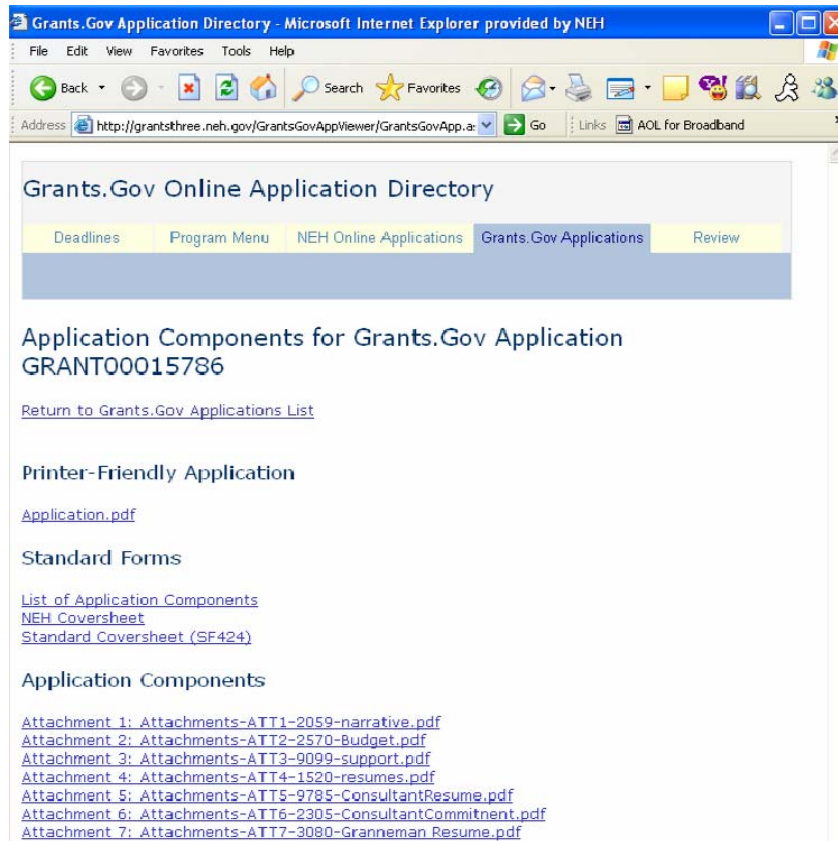 Grants.Gov Application Directory - Microsoft Internet Explorer provided by NEH
File Edit View Favorites Tools Help
Back Search Favorites
Address http://grantsthree.neh.gov/GrantsGovAppViewer/GrantsGovApp.a Go Links AOL for Broadband
Grants.Gov Online Application Directory
Deadlines Program Menu NEH Online Applications Grants.Gov Applications Review
Application Components for Grants.Gov Application
GRANT00015786
Return to Grants.Gov Applications List
Printer-Friendly Application
Application.pdf
Standard Forms
List of Application Components
NEH Coversheet
Standard Coversheet (SF424)
Application Components
Attachment 1: Attachments-ATT1-2059-narrative.pdf
Attachment 2: Attachments-ATT2-2570-Budget.pdf
Attachment 3: Attachments-ATT3-9099-support.pdf
Attachment 4: Attachments-ATT4-1520-resumes.pdf
Attachment 5: Attachments-ATT5-9785-ConsultantResume.pdf
Attachment 6: Attachments-ATT6-2305-ConsultantCommitnent.pdf
Attachment 7: Attachments-ATT7-3080-Granneman Resume.pdf